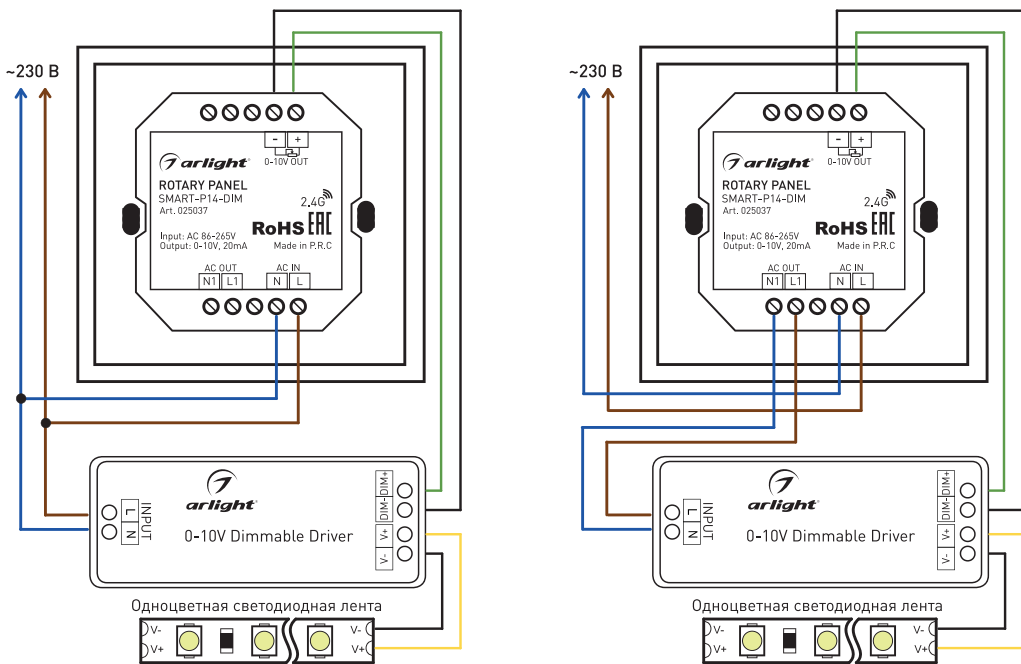 ~230 В
- +
0-10V OUT
arlight®
ROTARY PANEL
SMART-P14-DIM
Art. 025037
2.4G
RoHS EAC
Input: AC 86-265V
Output: 0-10V, 20mA
Made in P.R.C
AC OUT AC IN
N1 L1 N L
INPUT
L
N
arlight®
0-10V Dimmable Driver
DIM+
DIM-
V+
V-
Одноцветная светодиодная лента
V- V-
V+ V+
~230 В
- +
0-10V OUT
arlight®
ROTARY PANEL
SMART-P14-DIM
Art. 025037
2.4G
RoHS EAC
Input: AC 86-265V
Output: 0-10V, 20mA
Made in P.R.C
AC OUT AC IN
N1 L1 N L
INPUT
L
N
arlight®
0-10V Dimmable Driver
DIM+
DIM-
V+
V-
Одноцветная светодиодная лента
V- V-
V+ V+